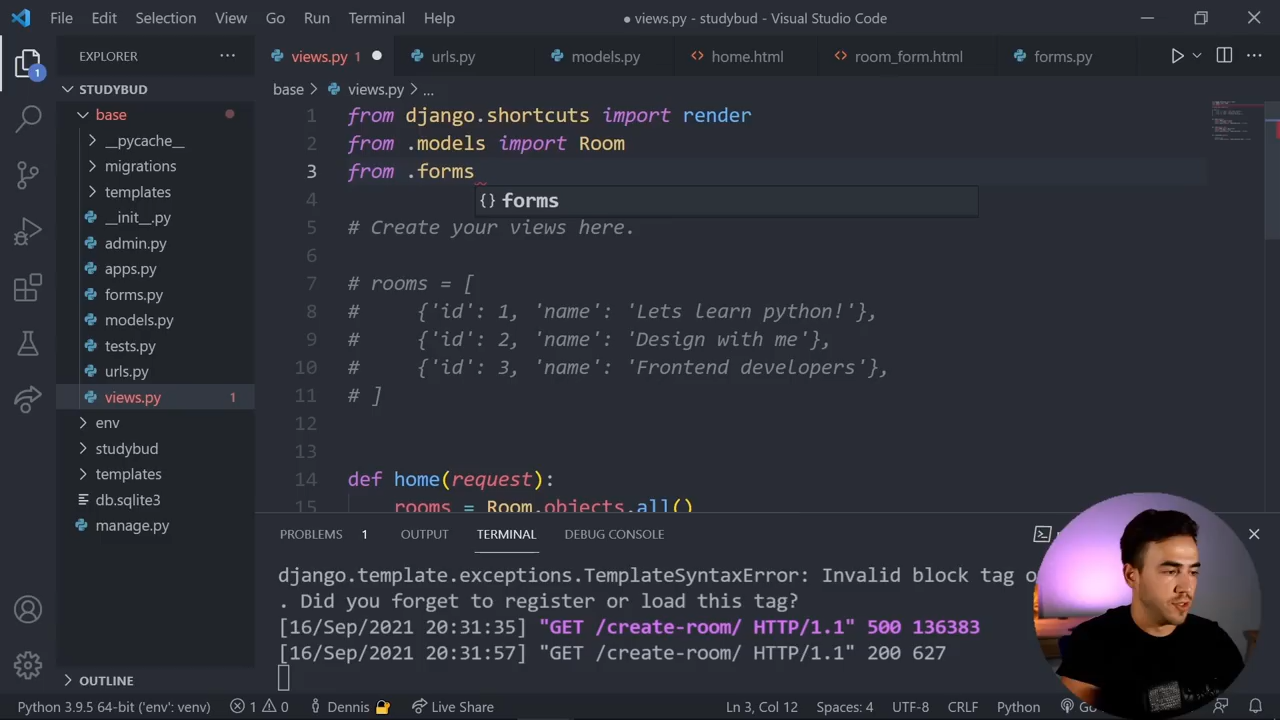 File Edit Selection View Go Run Terminal Help
● views.py - studybud - Visual Studio Code
EXPLORER
views.py 1
urls.py
models.py
home.html
room_form.html
forms.py
STUDYBUD
base
__pycache__
migrations
templates
__init__.py
admin.py
apps.py
forms.py
models.py
tests.py
urls.py
views.py 1
env
studybud
templates
db.sqlite3
manage.py
OUTLINE
1
base > views.py > ...
1 from django.shortcuts import render
2 from .models import Room
3 from .forms
{} forms
4
5 # Create your views here.
6
7 # rooms = [
8 #     {'id': 1, 'name': 'Lets learn python!'},
9 #     {'id': 2, 'name': 'Design with me'},
10 #     {'id': 3, 'name': 'Frontend developers'},
11 # ]
12
13
14 def home(request):
15     rooms = Room.objects.all()
PROBLEMS 1 OUTPUT TERMINAL DEBUG CONSOLE
django.template.exceptions.TemplateSyntaxError: Invalid block tag
. Did you forget to register or load this tag?
[16/Sep/2021 20:31:35] "GET /create-room/ HTTP/1.1" 500 136383
[16/Sep/2021 20:31:57] "GET /create-room/ HTTP/1.1" 200 627
Python 3.9.5 64-bit ('env': venv) 1 0 Dennis Live Share Ln 3, Col 12 Spaces: 4 UTF-8 CRLF Python